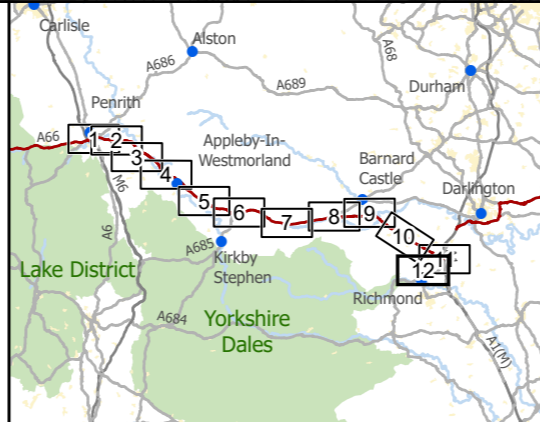 Carlisle
Alston
A686
A68
A689
Durham
Penrith
A66
Appleby-In-
Westmorland
Barnard
Castle
Darlington
1
2
3
4
5
6
7
8
9
10
12
M6
A6
A685
Kirkby
Stephen
Lake District
Richmond
A684
Yorkshire
Dales
A1(M)